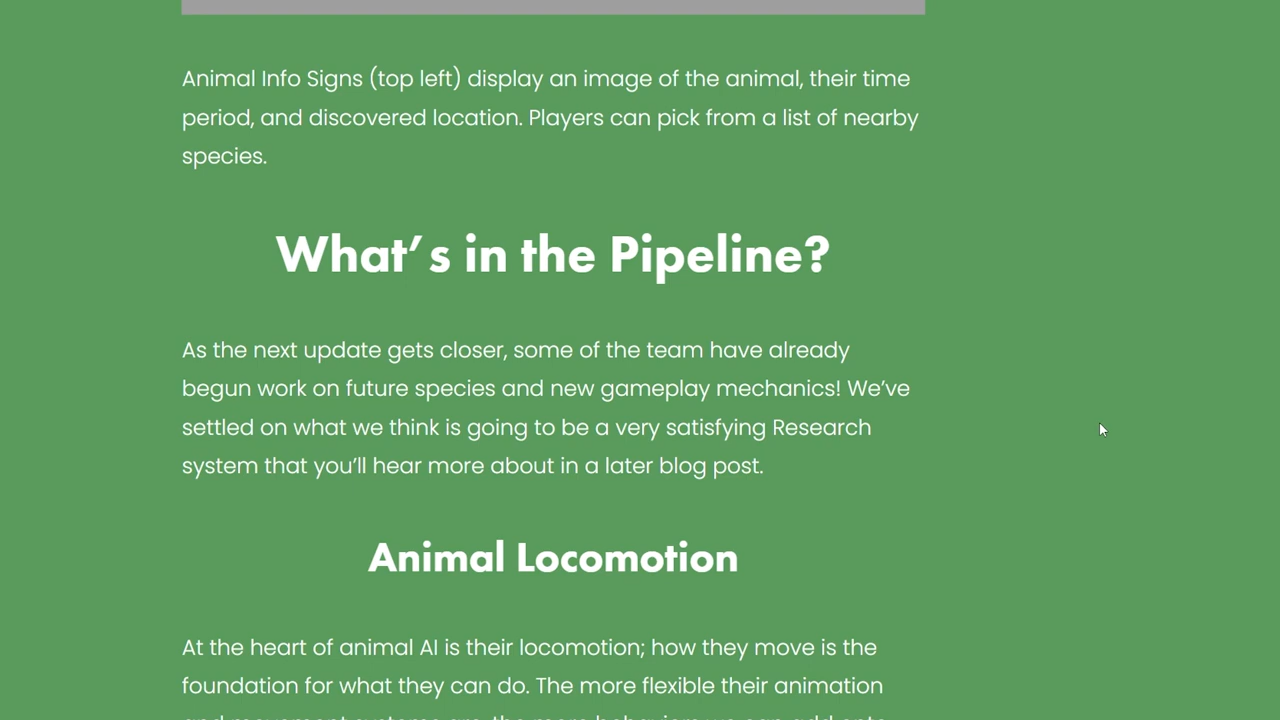 Animal Info Signs (top left) display an image of the animal, their time
period, and discovered location. Players can pick from a list of nearby
species.
What's in the Pipeline?
As the next update gets closer, some of the team have already
begun work on future species and new gameplay mechanics! We've
settled on what we think is going to be a very satisfying Research
system that you'll hear more about in a later blog post.
Animal Locomotion
At the heart of animal AI is their locomotion; how they move is the
foundation for what they can do. The more flexible their animation